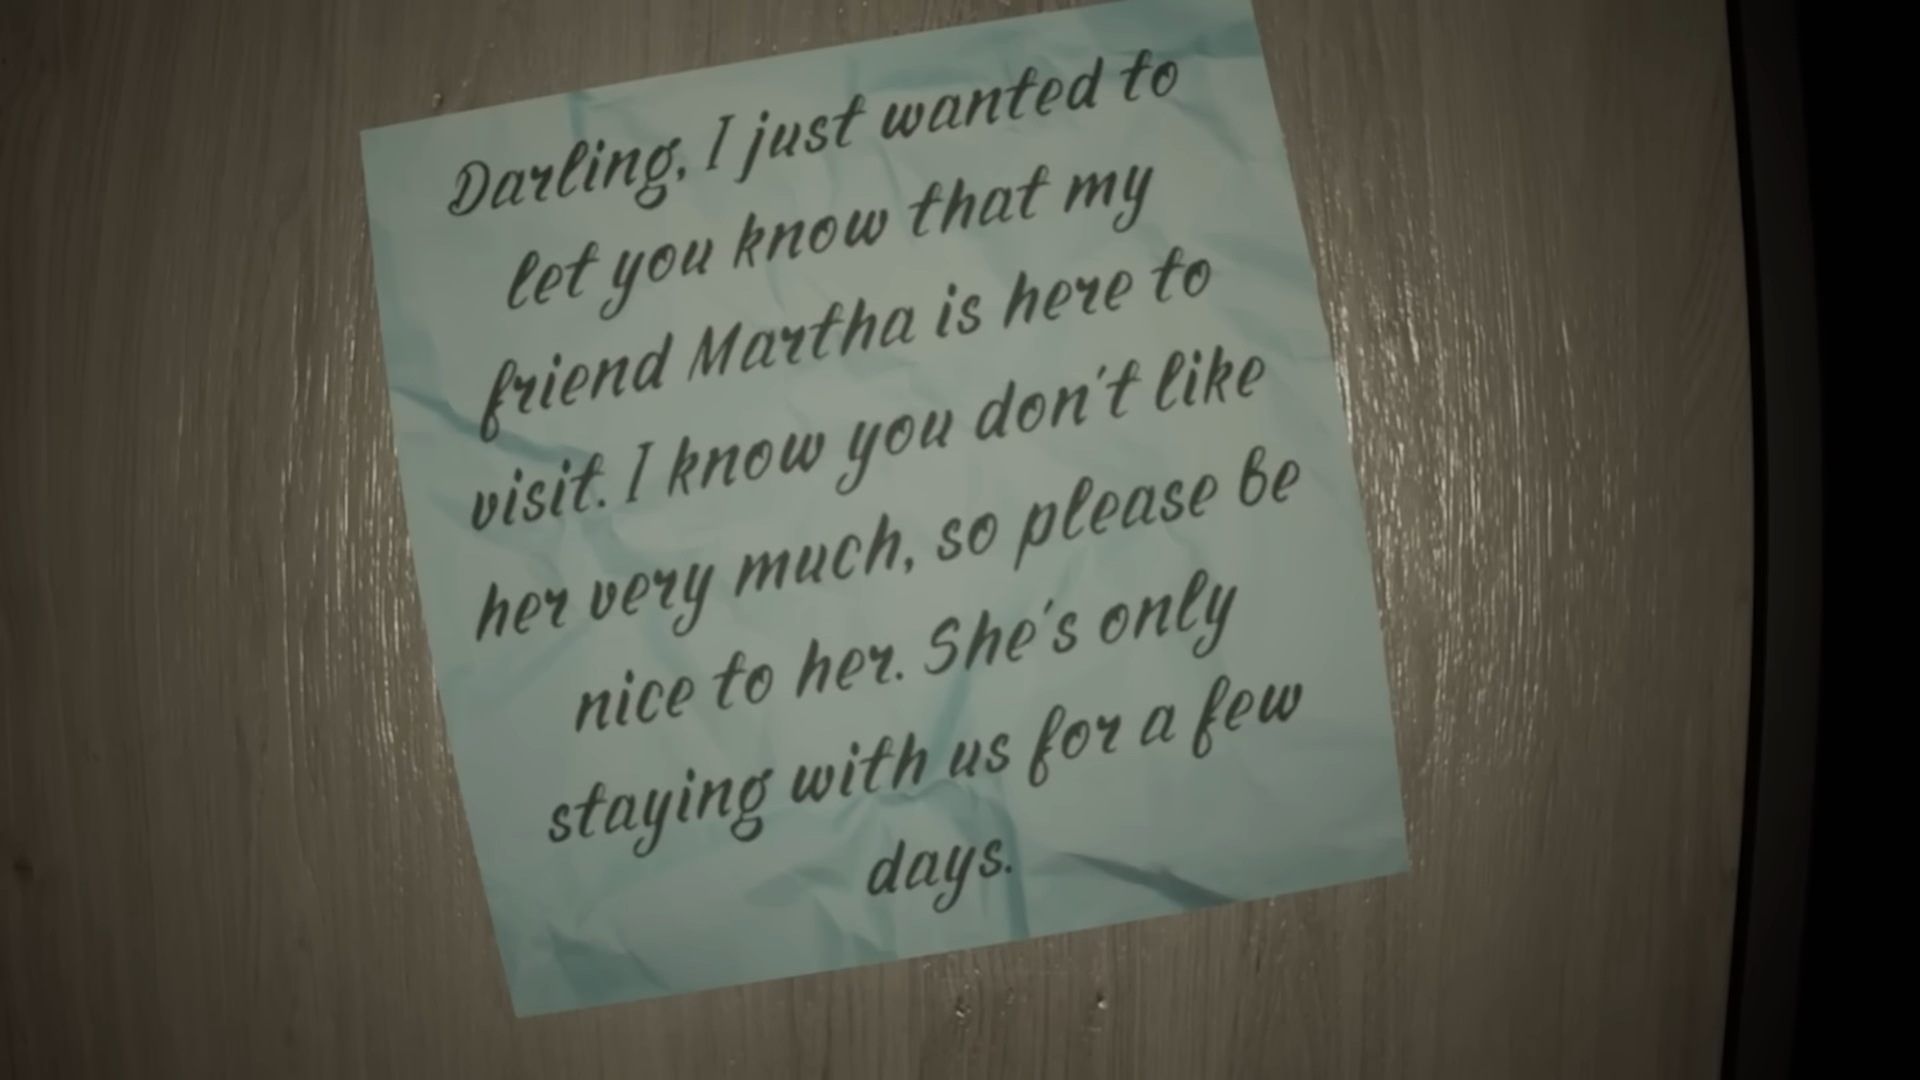 Darling, I just wanted to
let you know that my
friend Martha is here to
visit. I know you don't like
her very much, so please be
nice to her. She's only
staying with us for a few
days.